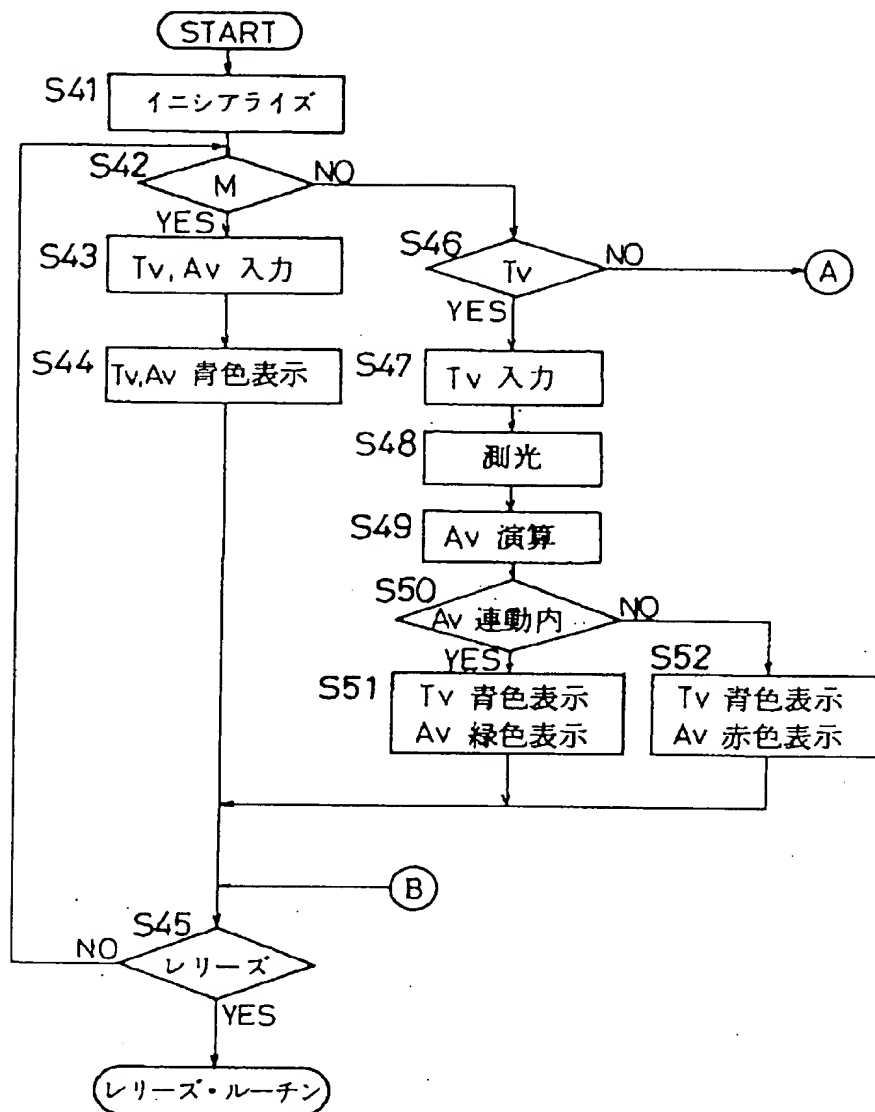 START
S41
イニシアライズ
S42
M
NO
YES
S43
Tv, Av 入力
S44
Tv,Av 青色表示
S46
Tv
NO
A
YES
S47
Tv 入力
S48
測光
S49
Av 演算
S50
Av 連動内
NO
YES
S51
Tv 青色表示
Av 緑色表示
S52
Tv 青色表示
Av 赤色表示
B
S45
レリーズ
NO
YES
レリーズ・ルーチン